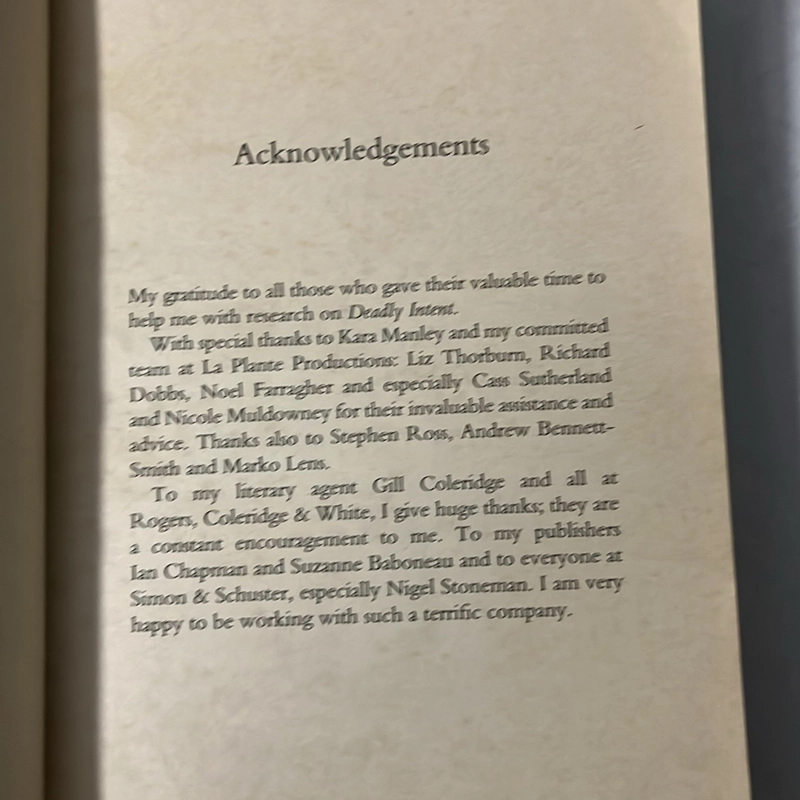 Acknowledgements
My gratitude to all those who gave their valuable time to
help me with research on Deadly Intent.
With special thanks to Kara Manley and my committed
team at La Plante Productions: Liz Thorburn, Richard
Dobbs, Noel Farragher and especially Cass Sutherland
and Nicole Muldowney for their invaluable assistance and
advice. Thanks also to Stephen Ross, Andrew Bennett-
Smith and Marko Lens.
To my literary agent Gill Coleridge and all at
Rogers, Coleridge & White, I give huge thanks; they are
a constant encouragement to me. To my publishers
Ian Chapman and Suzanne Baboneau and to everyone at
Simon & Schuster, especially Nigel Stoneman. I am very
happy to be working with such a terrific company.